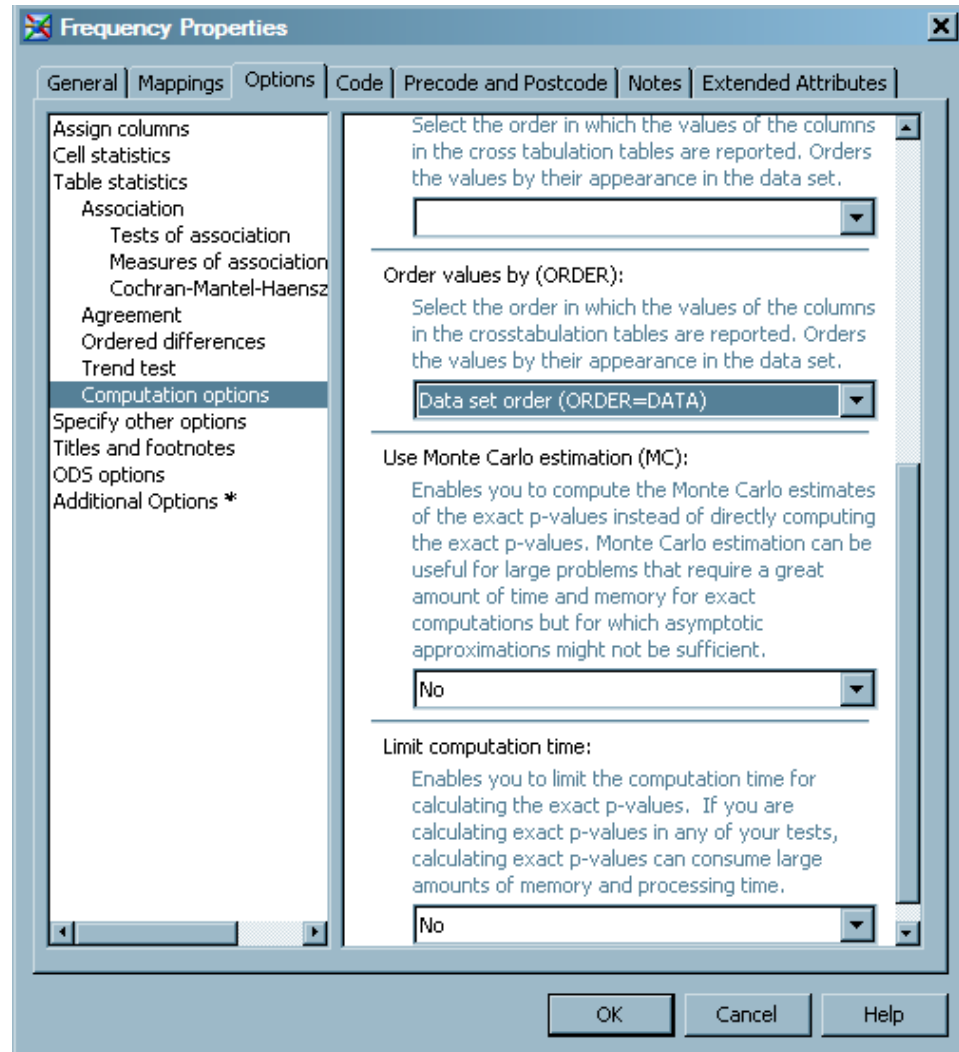 Frequency Properties
General
Mappings
Options
Code
Precode and Postcode
Notes
Extended Attributes
Assign columns
Cell statistics
Table statistics
Association
Tests of association
Measures of association
Cochran-Mantel-Haensz
Agreement
Ordered differences
Trend test
Computation options
Specify other options
Titles and footnotes
ODS options
Additional Options *
Select the order in which the values of the columns
in the cross tabulation tables are reported. Orders
the values by their appearance in the data set.
Order values by (ORDER):
Select the order in which the values of the columns
in the crosstabulation tables are reported. Orders
the values by their appearance in the data set.
Data set order (ORDER=DATA)
Use Monte Carlo estimation (MC):
Enables you to compute the Monte Carlo estimates
of the exact p-values instead of directly computing
the exact p-values. Monte Carlo estimation can be
useful for large problems that require a great
amount of time and memory for exact
computations but for which asymptotic
approximations might not be sufficient.
No
Limit computation time:
Enables you to limit the computation time for
calculating the exact p-values.  If you are
calculating exact p-values in any of your tests,
calculating exact p-values can consume large
amounts of memory and processing time.
No
OK
Cancel
Help